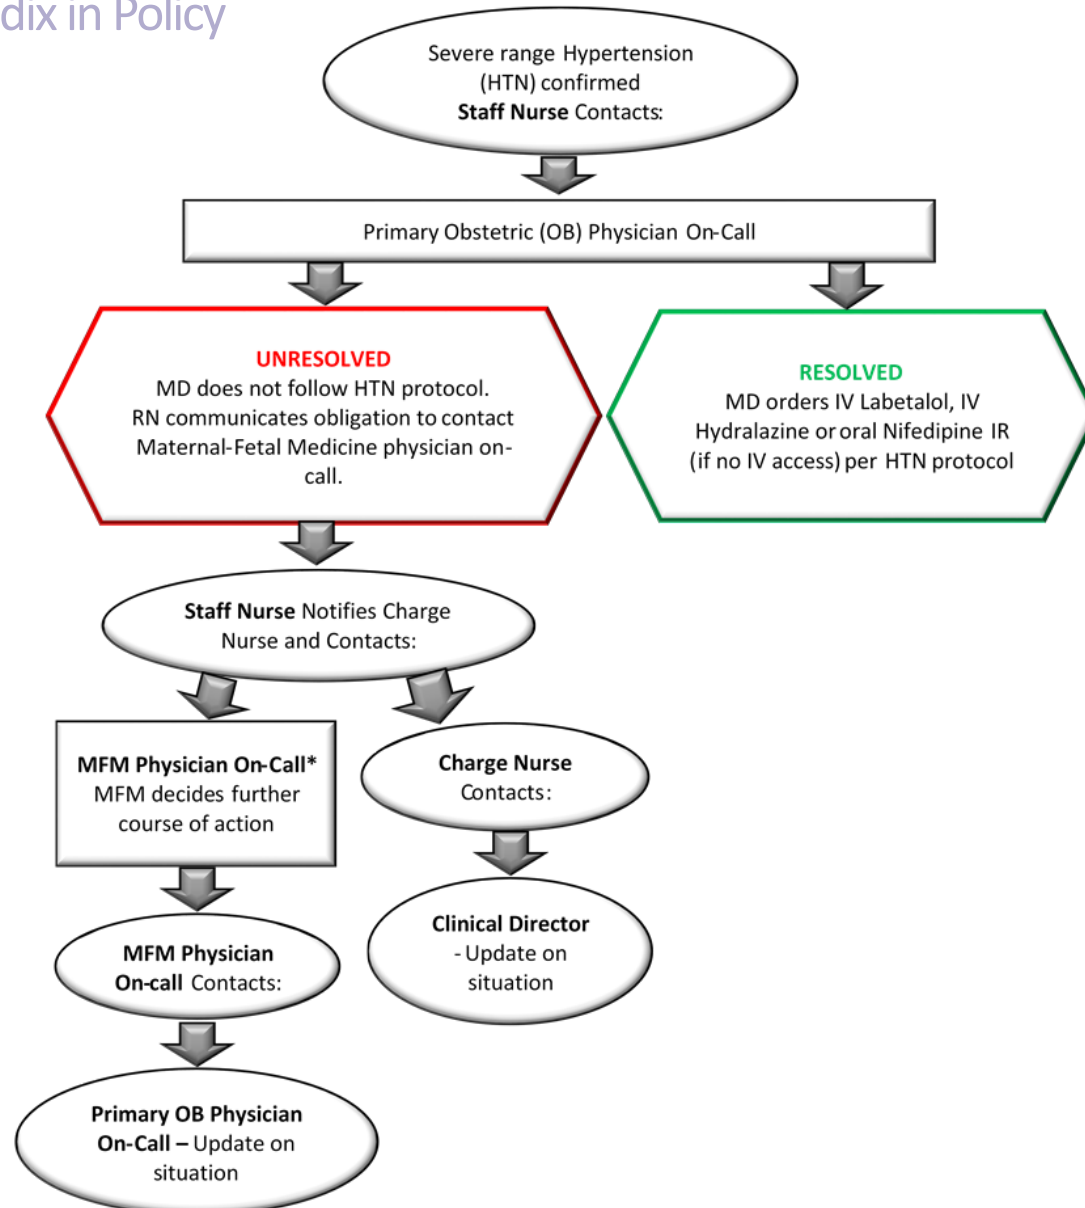 dix in Policy
Severe range Hypertension
(HTN) confirmed
Staff Nurse Contacts:
Primary Obstetric (OB) Physician On-Call
UNRESOLVED
MD does not follow HTN protocol.
RN communicates obligation to contact
Maternal-Fetal Medicine physician on-
call.
RESOLVED
MD orders IV Labetalol, IV
Hydralazine or oral Nifedipine IR
(if no IV access) per HTN protocol
Staff Nurse Notifies Charge
Nurse and Contacts:
MFM Physician On-Call*
MFM decides further
course of action
Charge Nurse
Contacts:
MFM Physician
On-call Contacts:
Clinical Director
- Update on
situation
Primary OB Physician
On-Call – Update on
situation